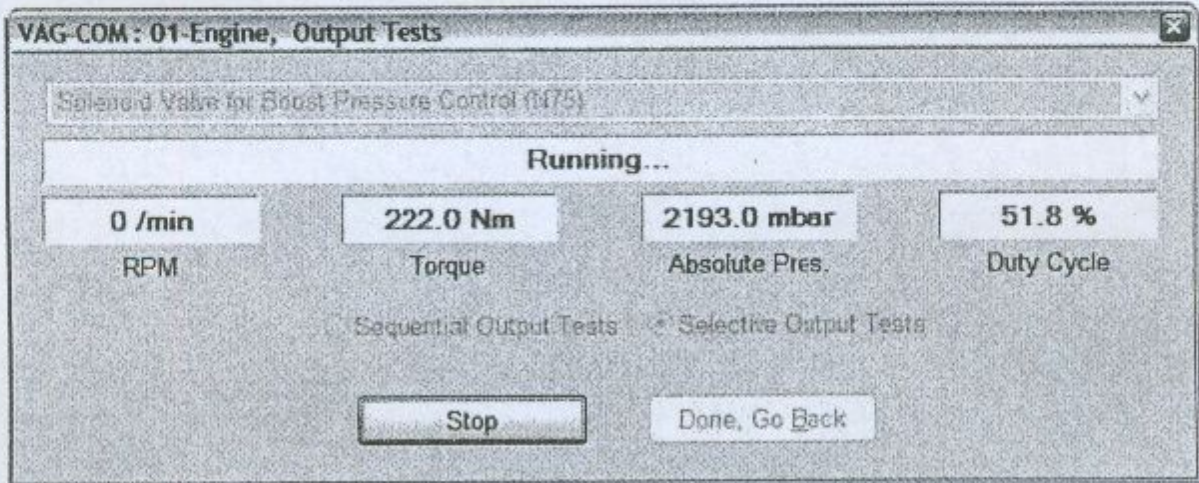 VAG-COM: 01-Engine, Output Tests
Solenoid Valve for Boost Pressure Control (N75)
Running...
0 /min 222.0 Nm 2193.0 mbar 51.8 %
RPM Torque Absolute Pres. Duty Cycle
Sequential Output Tests Selective Output Tests
Stop Done, Go Back